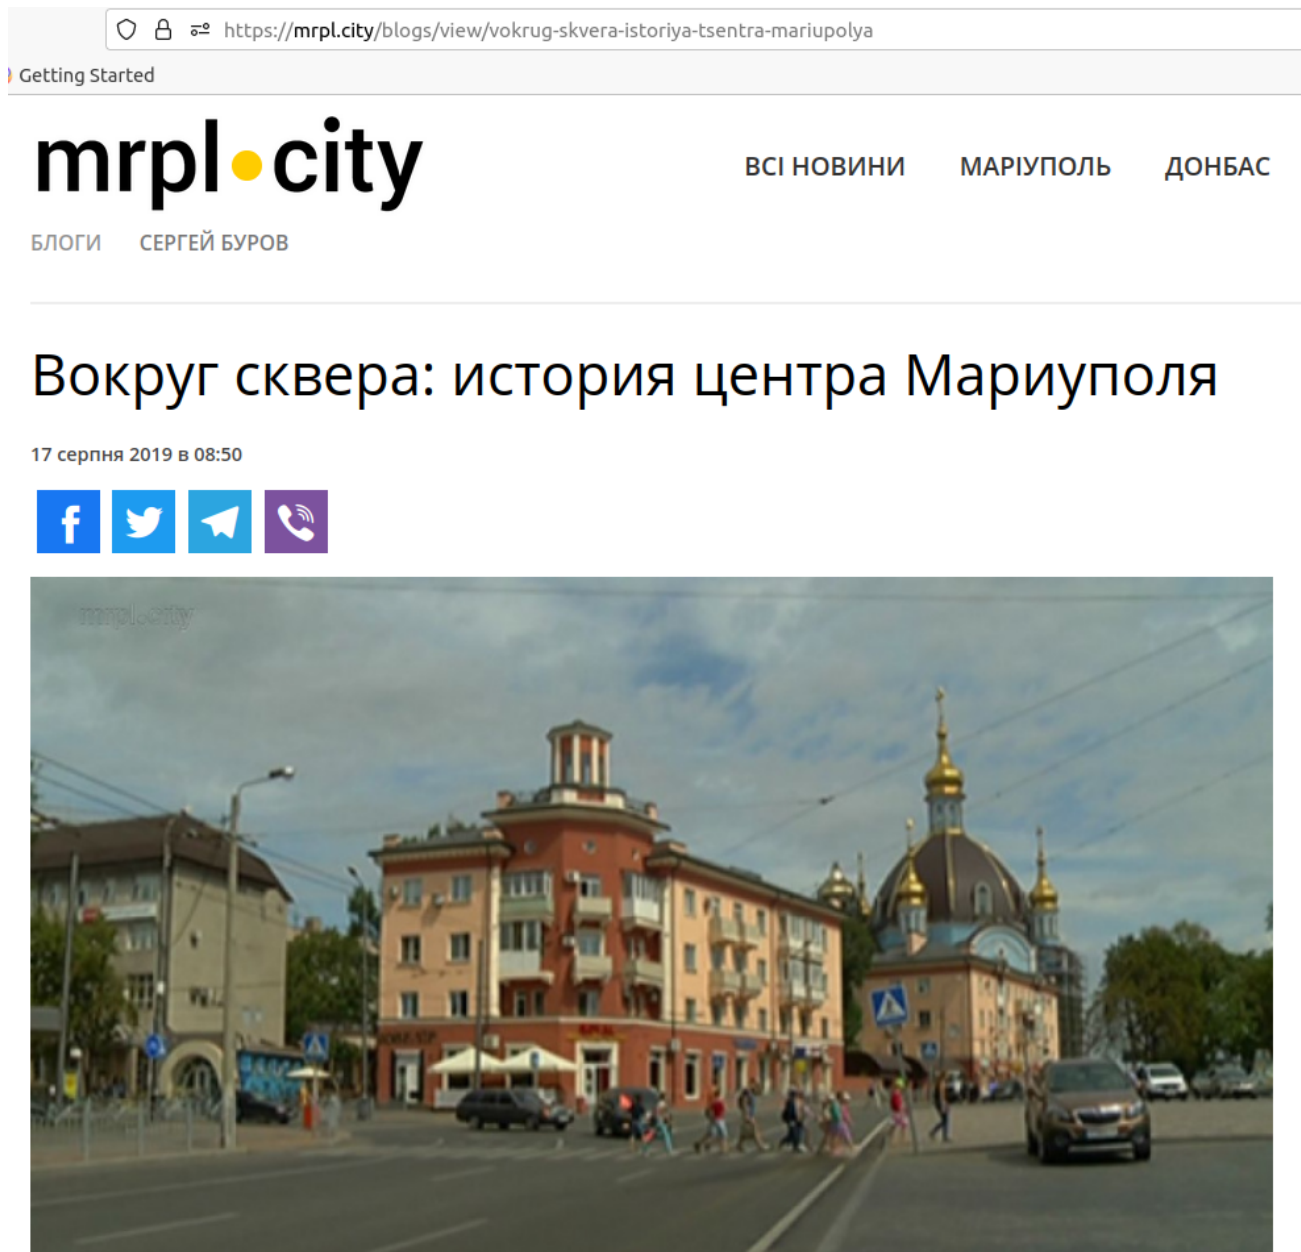 https://mrpl.city/blogs/view/vokrug-skvera-istoriya-tsentra-mariupolya
Getting Started
mrpl.city
ВСІ НОВИНИ МАРІУПОЛЬ ДОНБАС
БЛОГИ СЕРГЕЙ БУРОВ
Вокруг сквера: история центра Мариуполя
17 серпня 2019 в 08:50
mrpl.city